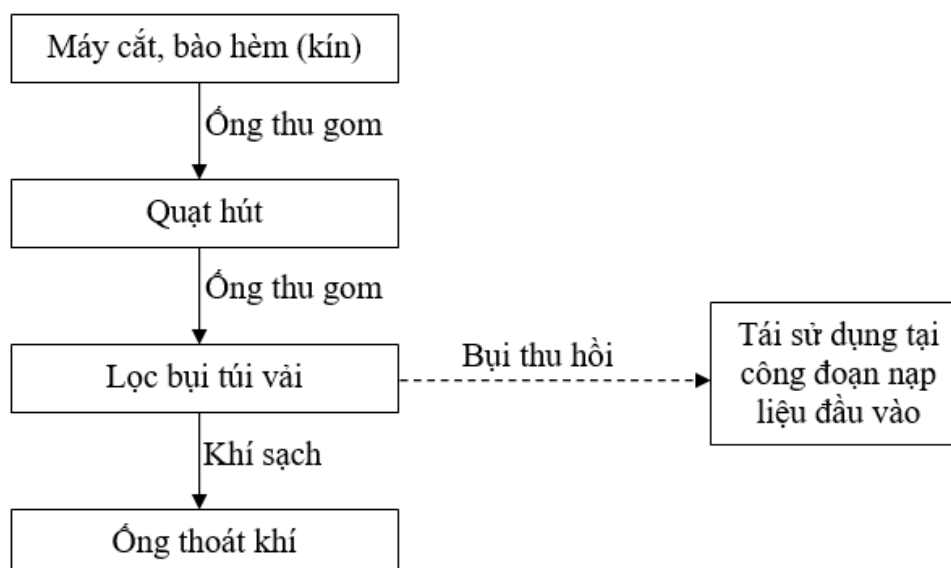 Máy cắt, bào hèm (kín)
Ống thu gom
Quạt hút
Ống thu gom
Lọc bụi túi vải
Bụi thu hồi
Tái sử dụng tại
công đoạn nạp
liệu đầu vào
Khí sạch
Ống thoát khí